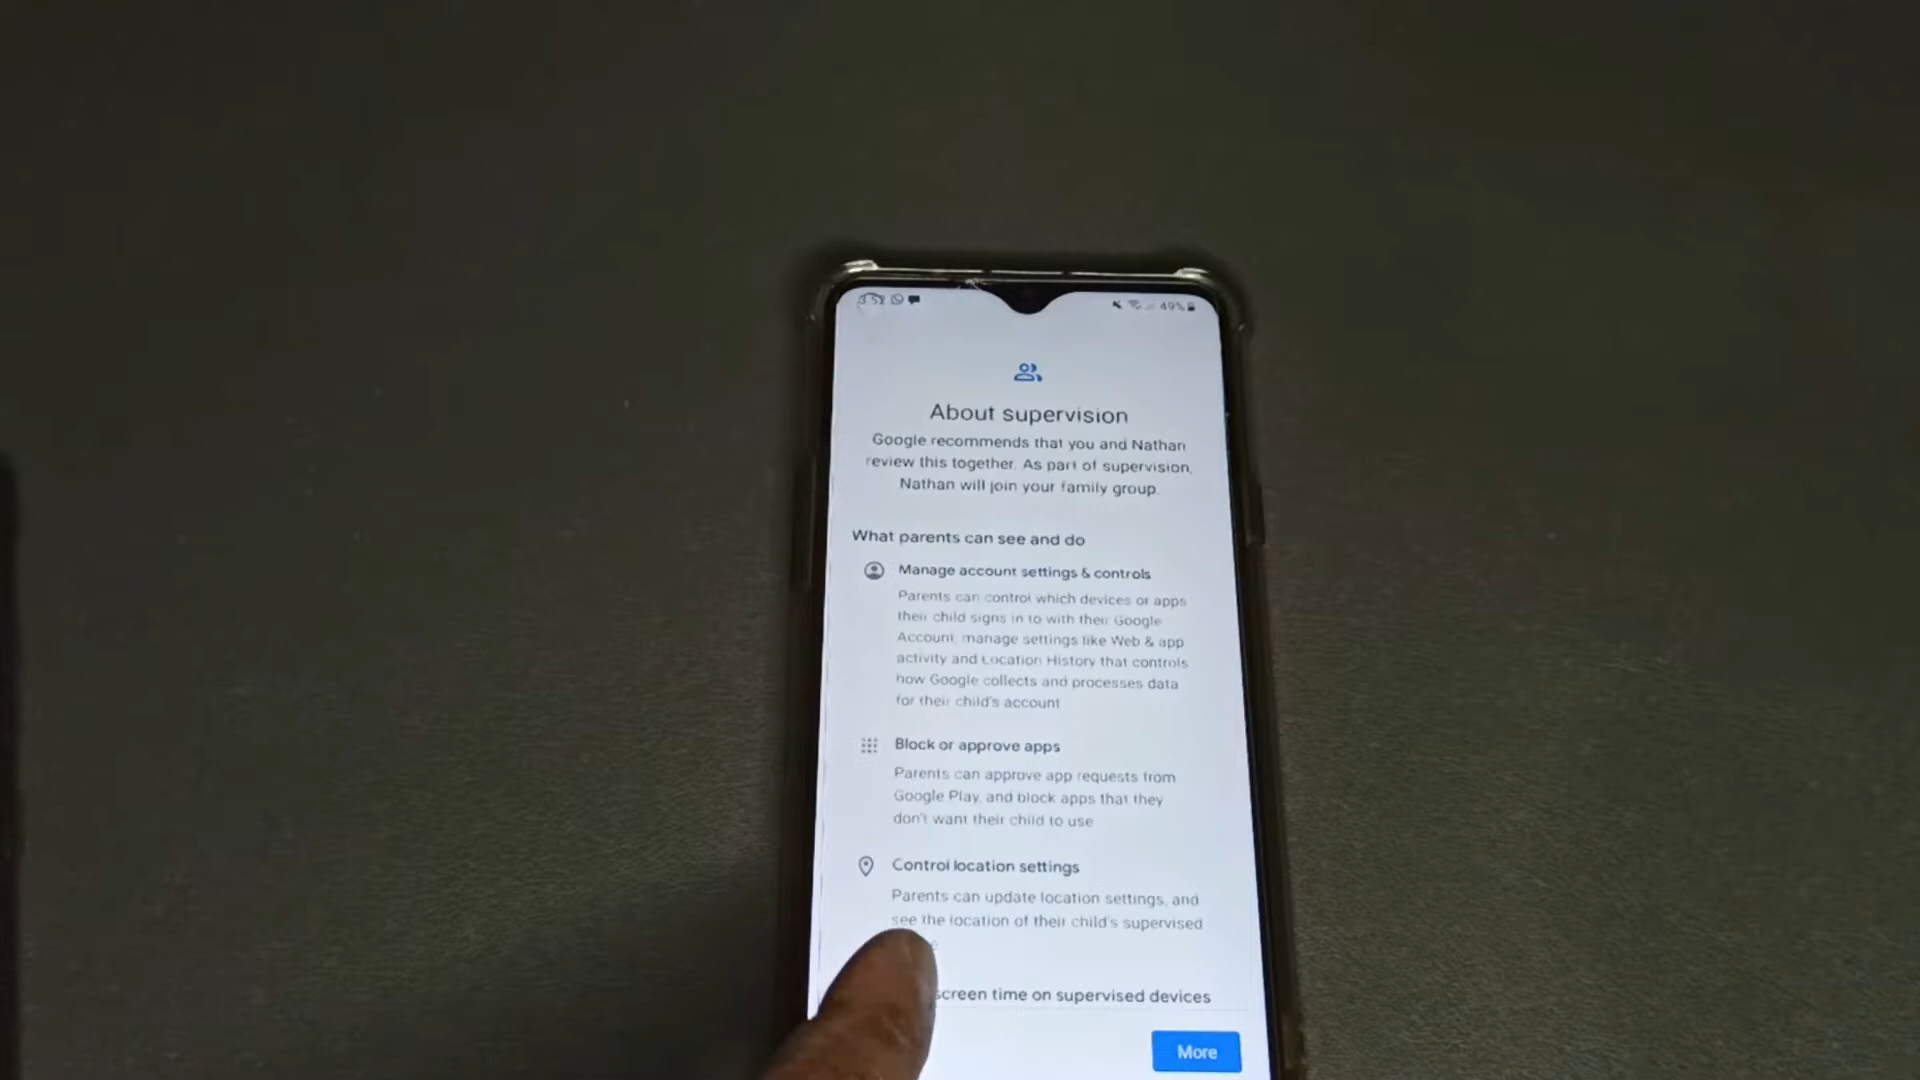 3:52
49%
About supervision
Google recommends that you and Nathan
review this together. As part of supervision,
Nathan will join your family group.
What parents can see and do
Manage account settings & controls
Parents can control which devices or apps
their child signs in to with their Google
Account, manage settings like Web & app
activity and Location History that controls
how Google collects and processes data
for their child's account
Block or approve apps
Parents can approve app requests from
Google Play, and block apps that they
don't want their child to use
Control location settings
Parents can update location settings, and
see the location of their child's supervised
screen time on supervised devices
More